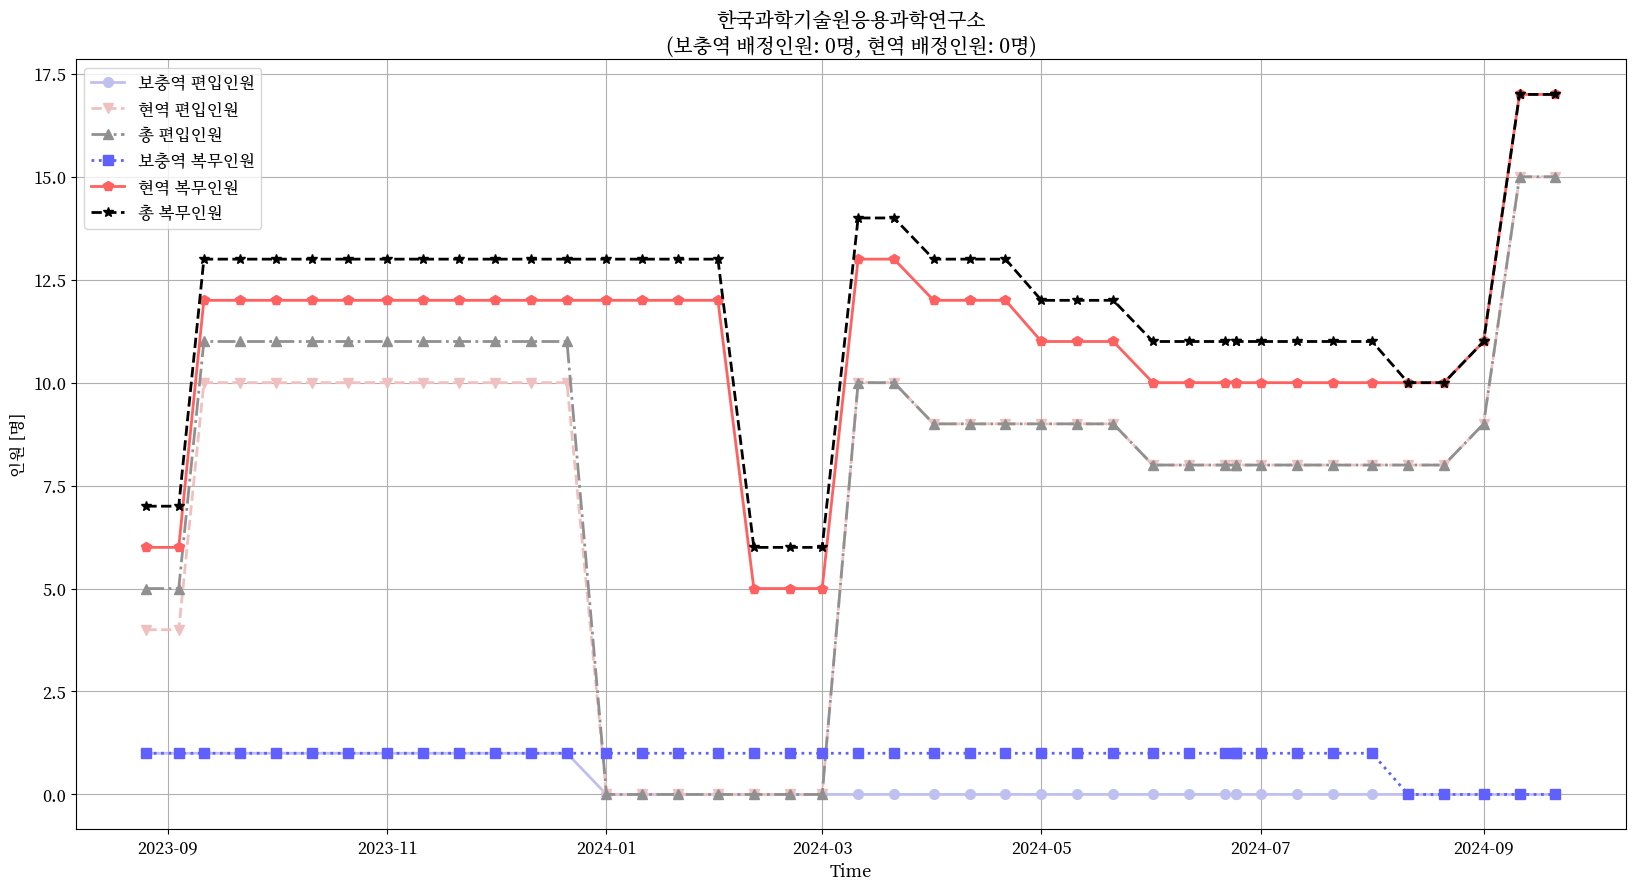 한국과학기술원응용과학연구소
(보충역 배정인원: 0명, 현역 배정인원: 0명)
17.5
15.0
12.5
10.0
7.5
5.0
2.5
0.0
인원 [명]
보충역 편입인원
현역 편입인원
총 편입인원
보충역 복무인원
현역 복무인원
총 복무인원
2023-09
2023-11
2024-01
2024-03
2024-05
2024-07
2024-09
Time